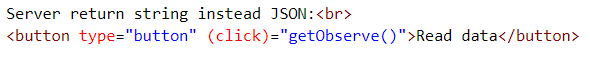 Server return string instead JSON:<br>
<button type="button" (click)="getObserve()">Read data</button>